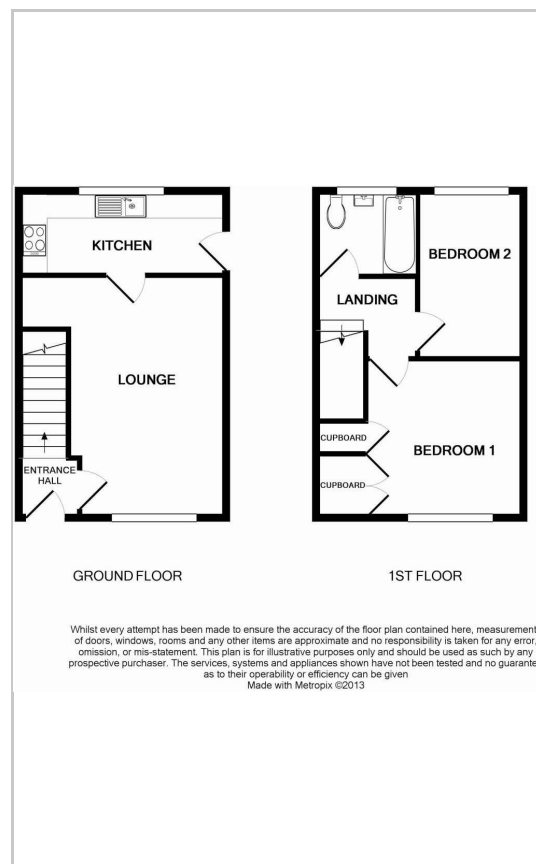 KITCHEN
LOUNGE
ENTRANCE
HALL
GROUND FLOOR
LANDING
BEDROOM 2
BEDROOM 1
CUPBOARD
CUPBOARD
1ST FLOOR
Whilst every attempt has been made to ensure the accuracy of the floor plan contained here, measurement
of doors, windows, rooms and any other items are approximate and no responsibility is taken for any error,
omission, or mis-statement. This plan is for illustrative purposes only and should be used as such by any
prospective purchaser. The services, systems and appliances shown have not been tested and no guarante
as to their operability or efficiency can be given
Made with Metropix ©2013